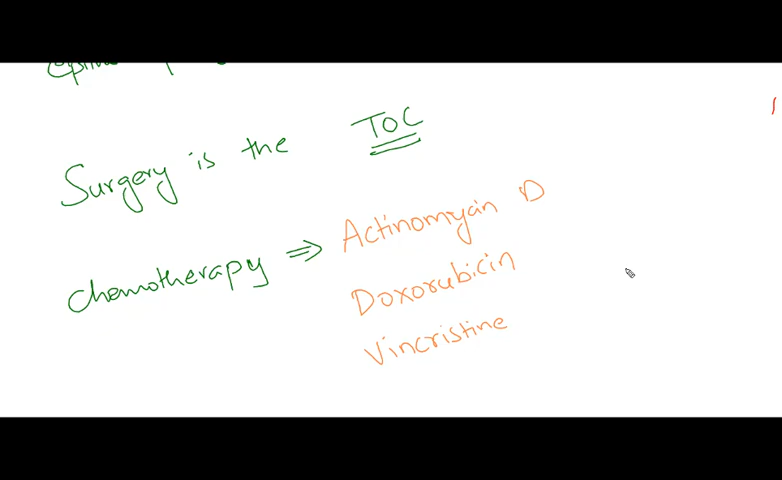 Surgery is the TOC
Chemotherapy ⇒ Actinomycin D
Doxorubicin
Vincristine